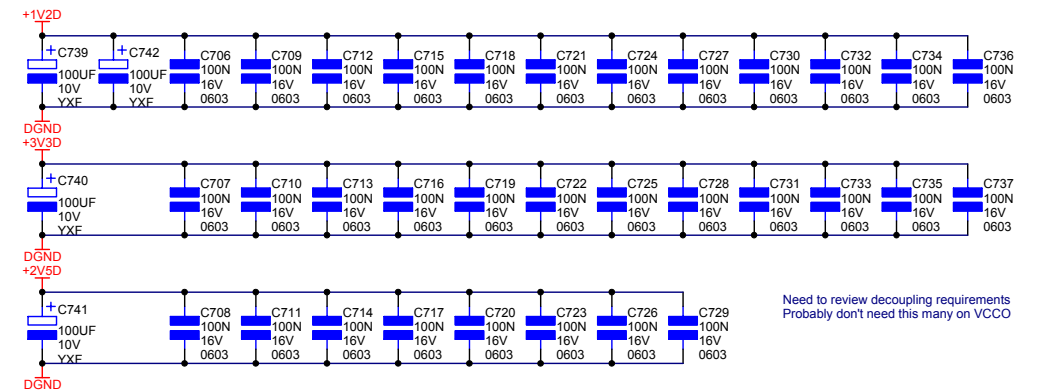 +1V2D
+ C739
100UF
10V
YXF
+ C742
100UF
10V
YXF
C706
100N
16V
0603
C709
100N
16V
0603
C712
100N
16V
0603
C715
100N
16V
0603
C718
100N
16V
0603
C721
100N
16V
0603
C724
100N
16V
0603
C727
100N
16V
0603
C730
100N
16V
0603
C732
100N
16V
0603
C734
100N
16V
0603
C736
100N
16V
0603
DGND
+3V3D
+ C740
100UF
10V
YXF
C707
100N
16V
0603
C710
100N
16V
0603
C713
100N
16V
0603
C716
100N
16V
0603
C719
100N
16V
0603
C722
100N
16V
0603
C725
100N
16V
0603
C728
100N
16V
0603
C731
100N
16V
0603
C733
100N
16V
0603
C735
100N
16V
0603
C737
100N
16V
0603
DGND
+2V5D
+ C741
100UF
10V
YXF
C708
100N
16V
0603
C711
100N
16V
0603
C714
100N
16V
0603
C717
100N
16V
0603
C720
100N
16V
0603
C723
100N
16V
0603
C726
100N
16V
0603
C729
100N
16V
0603
DGND
Need to review decoupling requirements
Probably don't need this many on VCCO